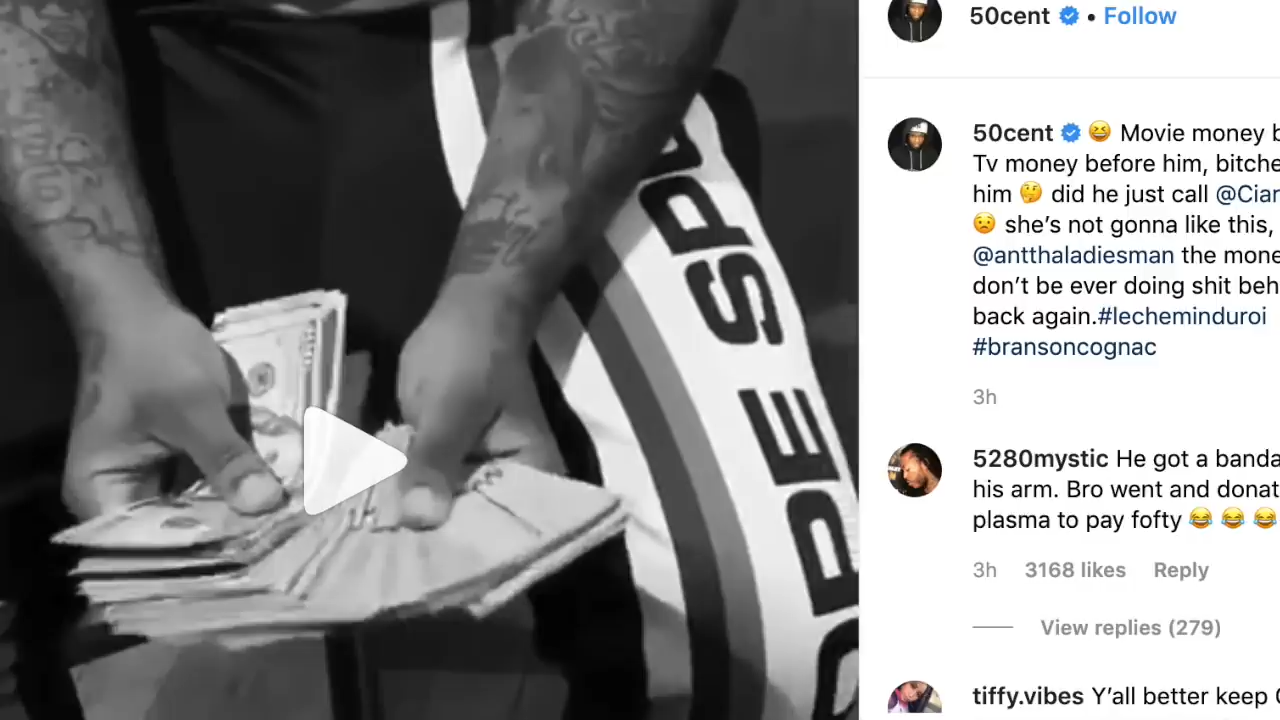 50cent • Follow
50cent 😆 Movie money b
Tv money before him, bitche
him 🤔 did he just call @Ciar
😟 she’s not gonna like this,
@antthaladiesman the mone
don’t be ever doing shit beh
back again.#lechemínduroi
#bransoncognac
3h
5280mystic He got a banda
his arm. Bro went and donat
plasma to pay fofty 😂 😂 😂
3h 3168 likes Reply
View replies (279)
tiffy.vibes Y’all better keep C